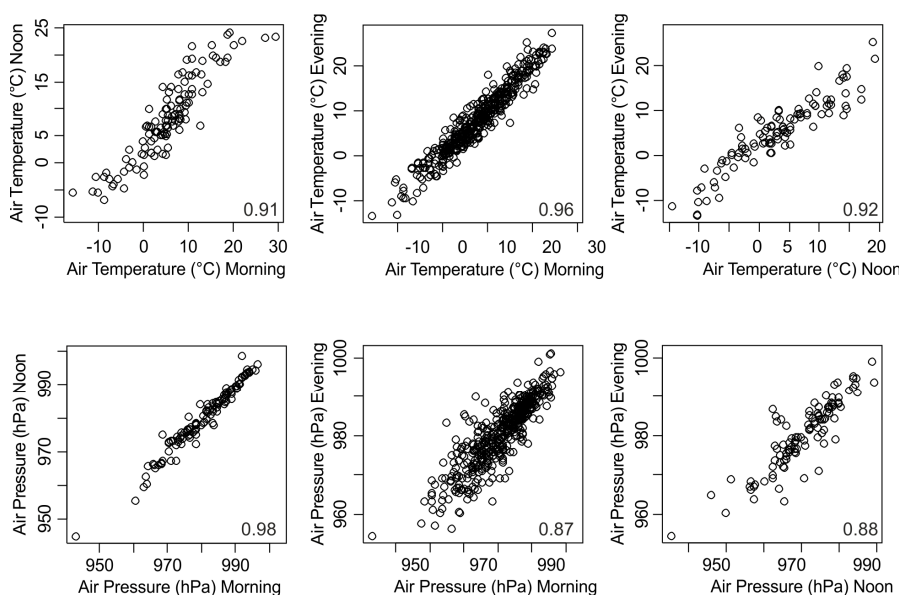 Air Temperature (°C) Noon
25
15
5
0
-10
0.91
-10 0 10 20 30
Air Temperature (°C) Morning
Air Temperature (°C) Evening
20
10
0
-10
0.96
-10 0 10 20 30
Air Temperature (°C) Morning
Air Temperature (°C) Evening
20
10
0
-10
0.92
-10 0 5 10 20
Air Temperature (°C) Noon
Air Pressure (hPa) Noon
990
970
950
0.98
950 970 990
Air Pressure (hPa) Morning
Air Pressure (hPa) Evening
1000
980
960
0.87
950 970 990
Air Pressure (hPa) Morning
Air Pressure (hPa) Evening
1000
980
960
0.88
950 970 990
Air Pressure (hPa) Noon